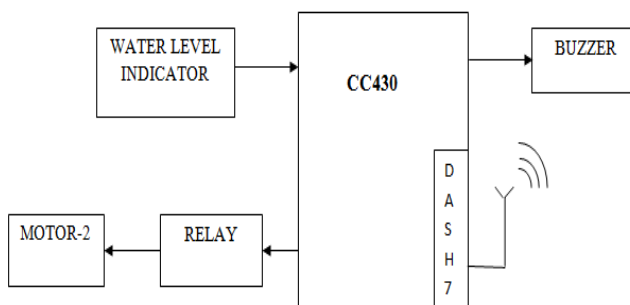 WATER LEVEL
INDICATOR
CC430
BUZZER
D
A
S
H
7
MOTOR-2
RELAY